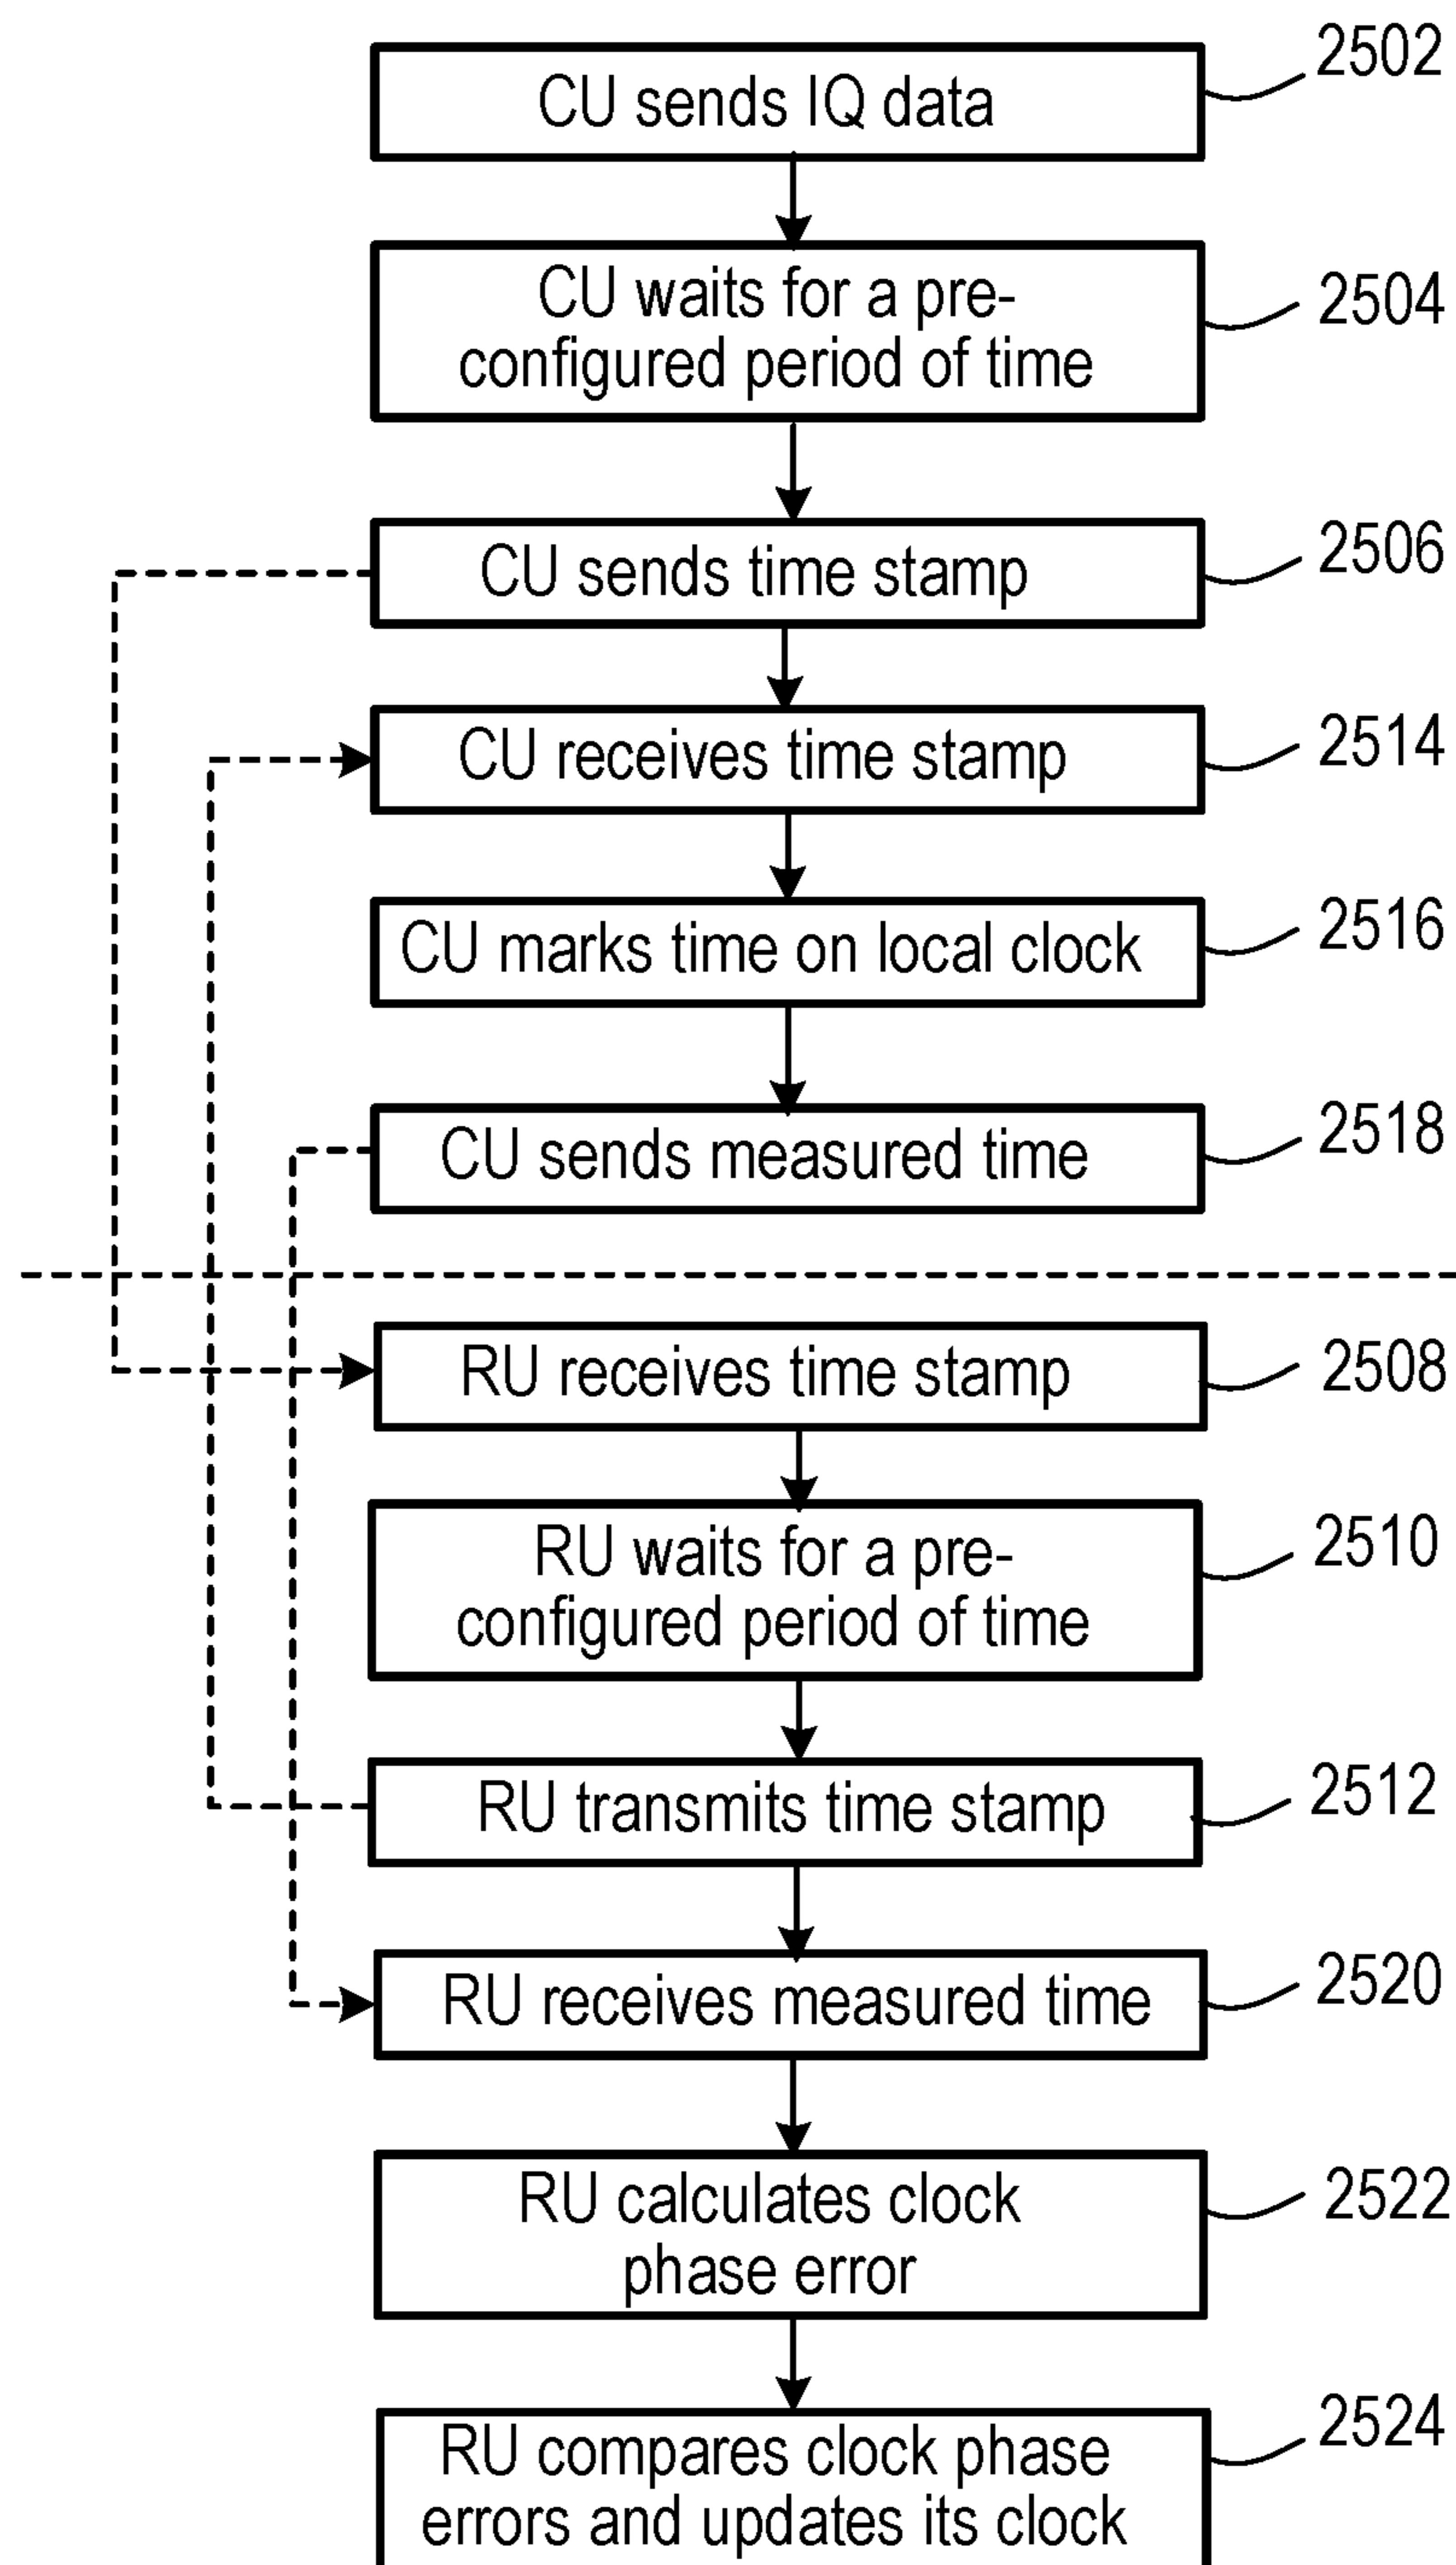 CU sends IQ data
2502
CU waits for a pre-
configured period of time
2504
CU sends time stamp
2506
CU receives time stamp
2514
CU marks time on local clock
2516
CU sends measured time
2518
RU receives time stamp
2508
RU waits for a pre-
configured period of time
2510
RU transmits time stamp
2512
RU receives measured time
2520
RU calculates clock
phase error
2522
RU compares clock phase
errors and updates its clock
2524